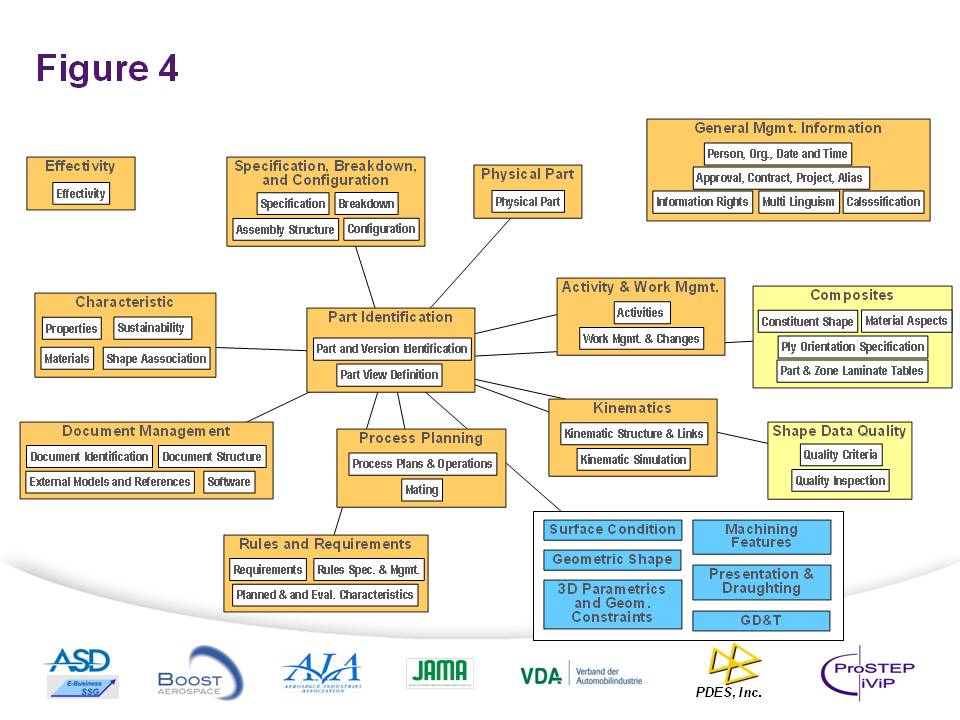 Figure 4
Effectivity
Effectivity
Specification, Breakdown,
and Configuration
Specification
Breakdown
Assembly Structure
Configuration
Physical Part
Physical Part
General Mgmt. Information
Person, Org., Date and Time
Approval, Contract, Project, Alias
Information Rights
Multi Linguism
Calsssification
Characteristic
Properties
Sustainability
Materials
Shape Aassociation
Part Identification
Part and Version Identification
Part View Definition
Activity & Work Mgmt.
Activities
Work Mgmt. & Changes
Composites
Constituent Shape
Material Aspects
Ply Orientation Specification
Part & Zone Laminate Tables
Document Management
Document Identification
Document Structure
External Models and References
Software
Process Planning
Process Plans & Operations
Mating
Kinematics
Kinematic Structure & Links
Kinematic Simulation
Shape Data Quality
Quality Criteria
Quality Inspection
Rules and Requirements
Requirements
Rules Spec. & Mgmt.
Planned & and Eval. Characteristics
Surface Condition
Geometric Shape
3D Parametrics
and Geom.
Constraints
Machining
Features
Presentation &
Draughting
GD&T
ASD
E-Business
SSG
BOOST
AEROSPACE
AIA
AEROSPACE INDUSTRIES
ASSOCIATION
JAMA
VDA
Verband der
Automobilindustrie
PDES, Inc.
ProSTEP
iViP